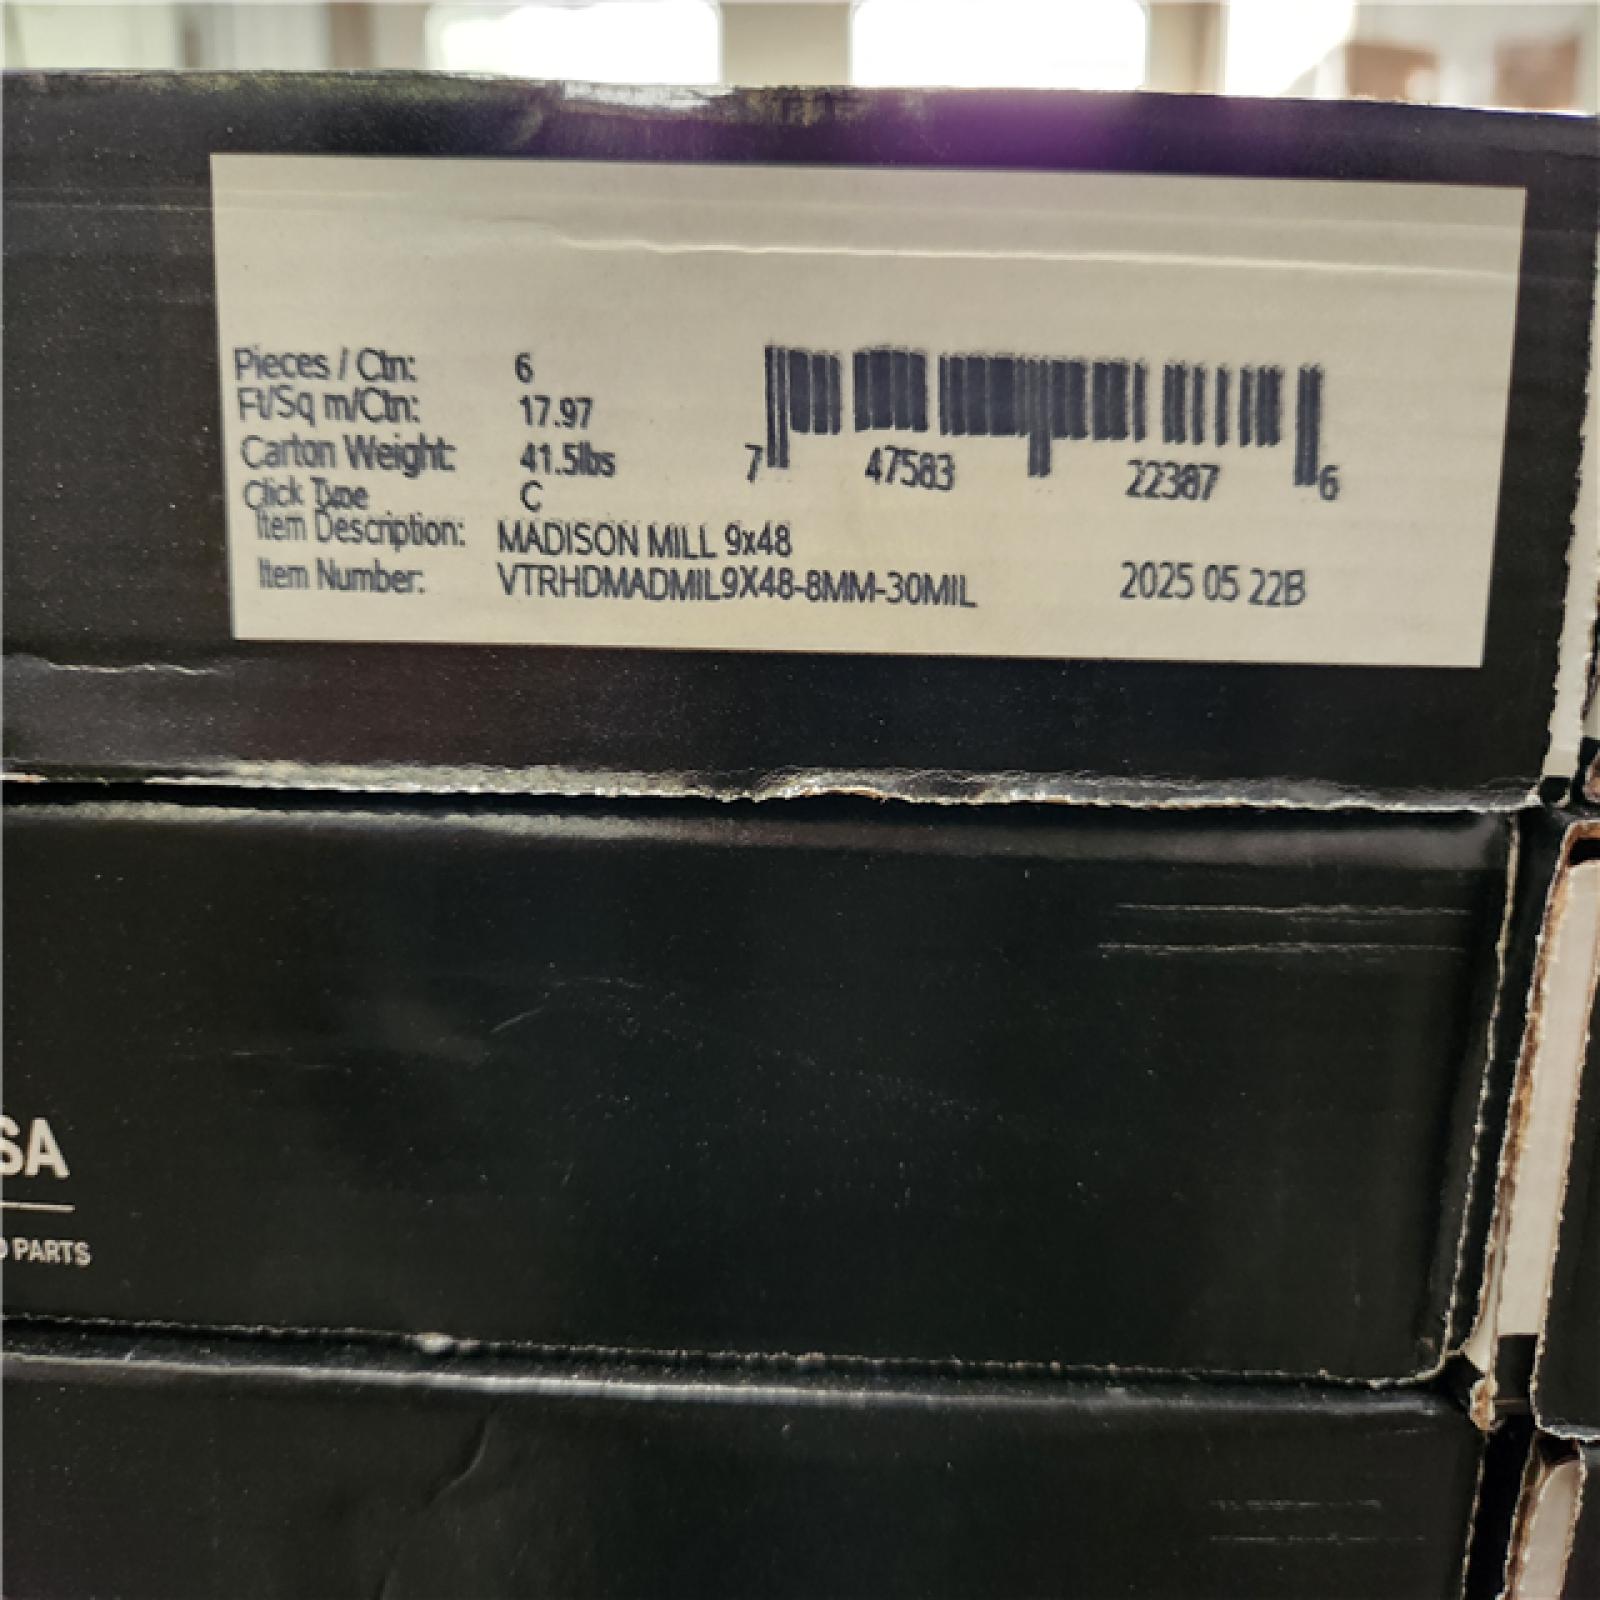 Pieces / Ctn: 6
Ft/Sq m/Ctn: 17.97
Carton Weight: 41.5lbs
Click Type C
Item Description: MADISON MILL 9x48
Item Number: VTRHDMADMIL9X48-8MM-30MIL
7 47583 22387 6
2025 05 22B
SA
PARTS